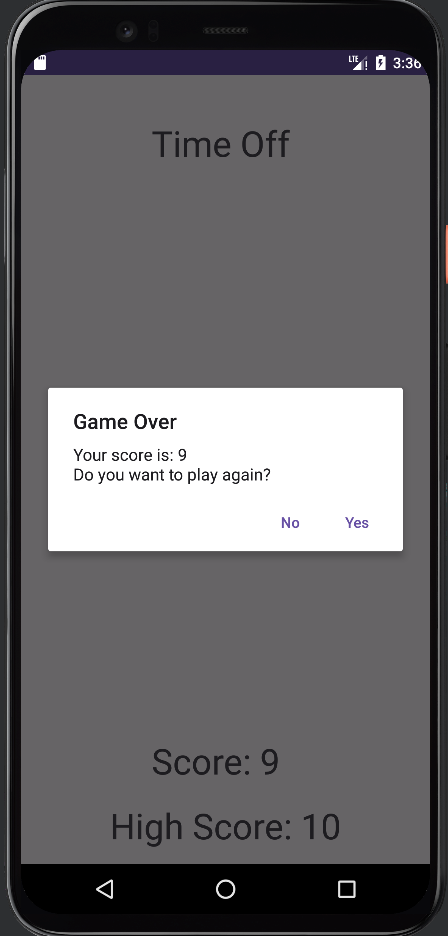 LTE 3:36
Time Off
Game Over
Your score is: 9
Do you want to play again?
No Yes
Score: 9
High Score: 10